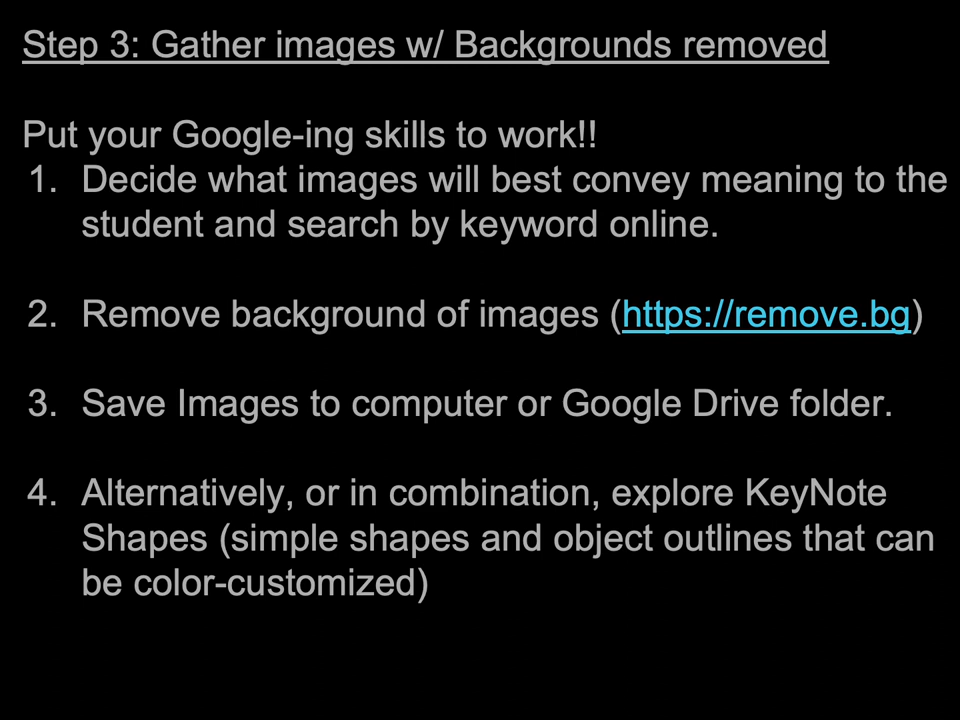 Step 3: Gather images w/ Backgrounds removed
Put your Google-ing skills to work!!
1. Decide what images will best convey meaning to the
student and search by keyword online.
2. Remove background of images (https://remove.bg)
3. Save Images to computer or Google Drive folder.
4. Alternatively, or in combination, explore KeyNote
Shapes (simple shapes and object outlines that can
be color-customized)